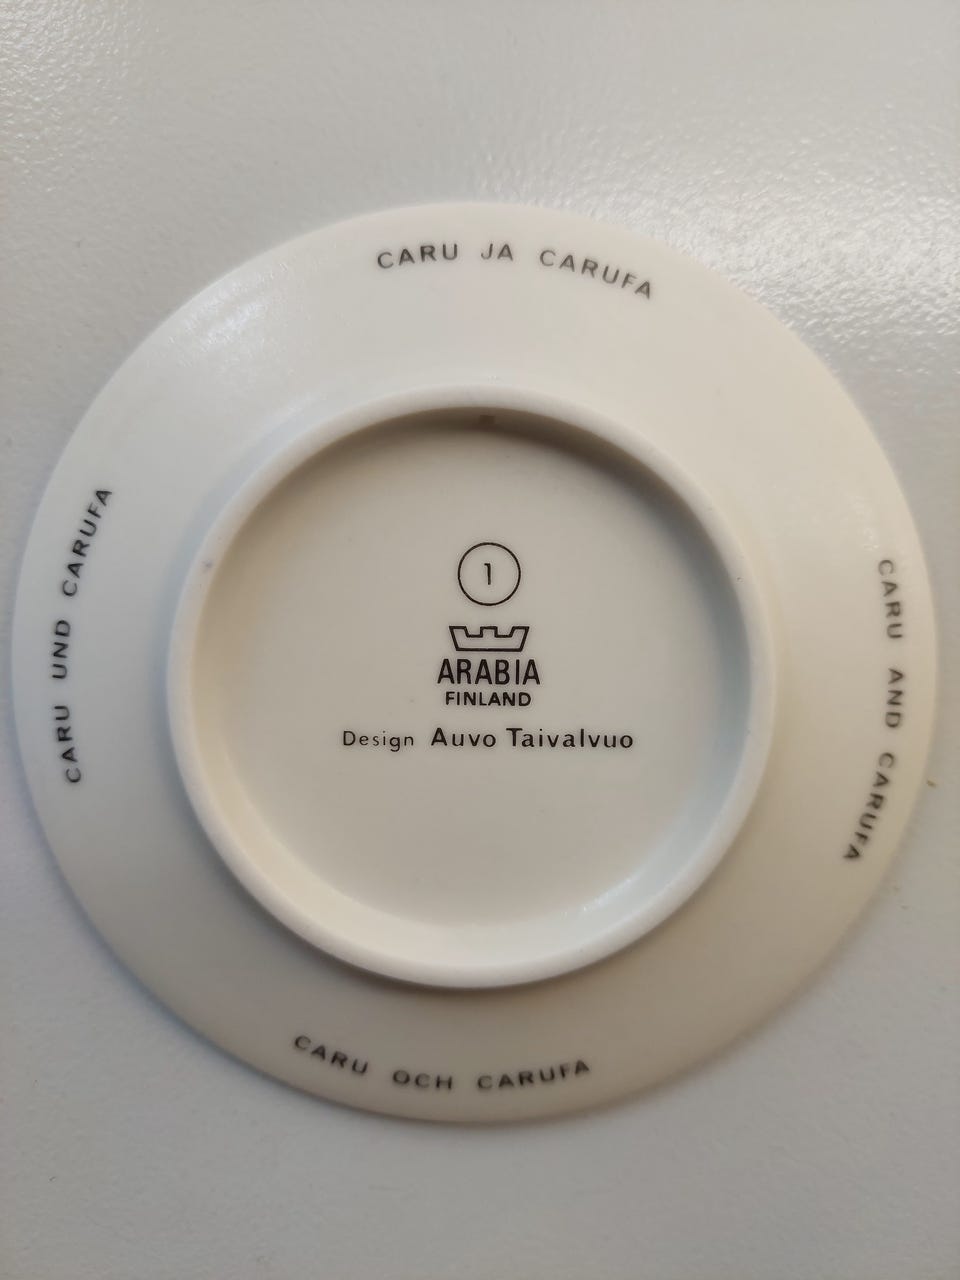 CARU JA CARUFA
CARU AND CARUFA
CARU OCH CARUFA
CARU UND CARUFA
1
ARABIA
FINLAND
Design Auvo Taivalvuo